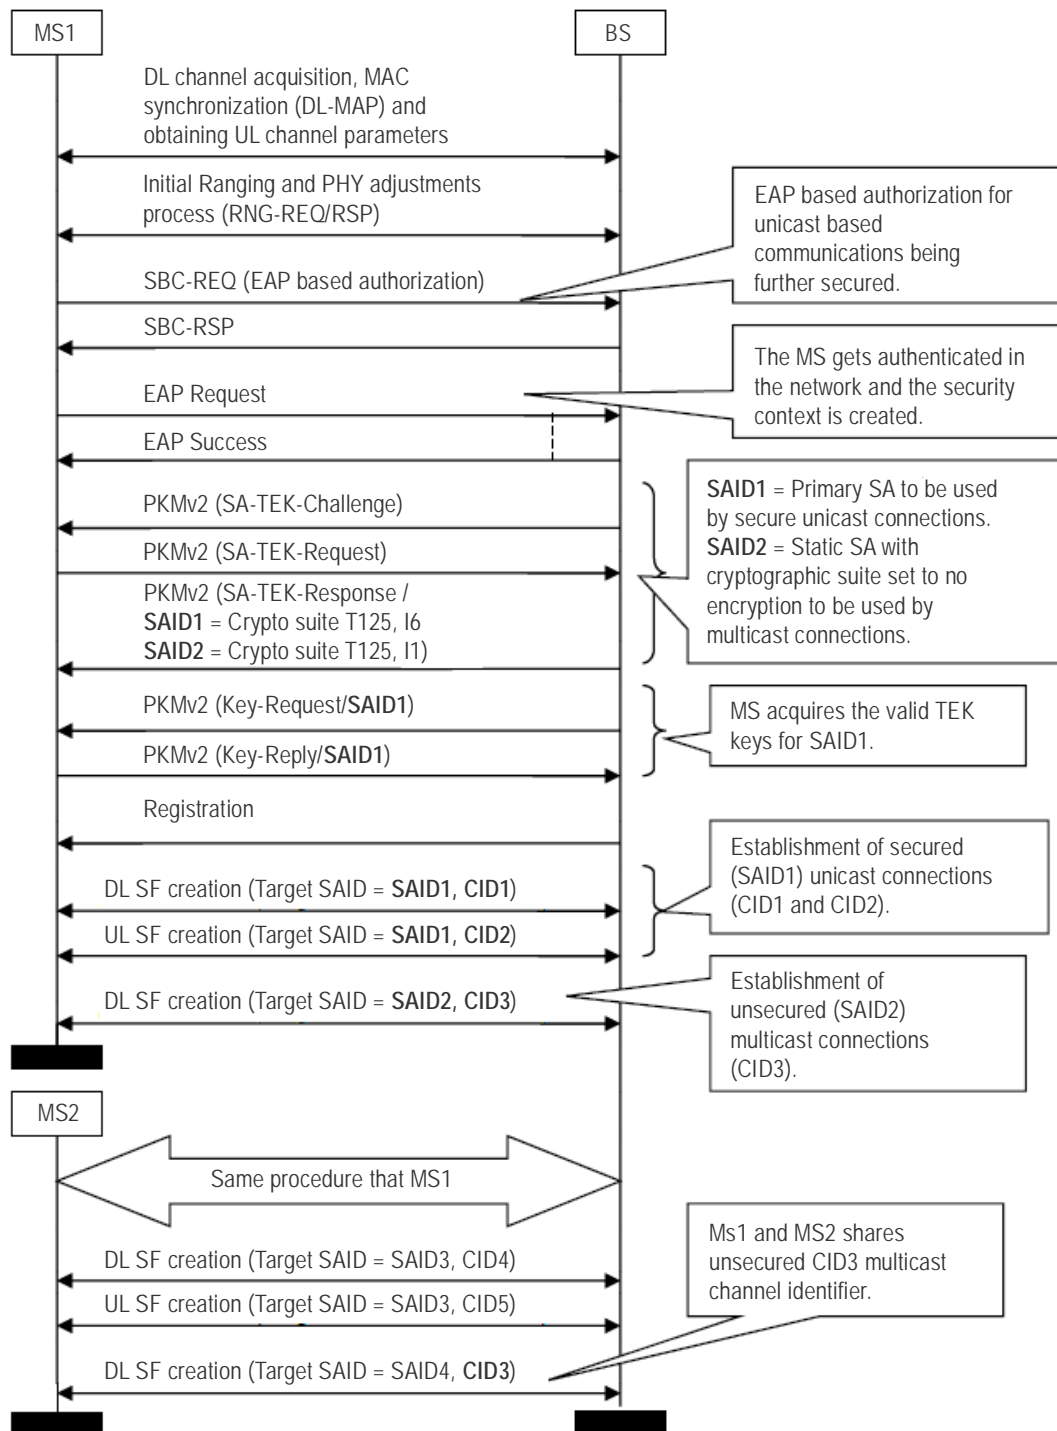 MS1
BS
DL channel acquisition, MAC
synchronization (DL-MAP) and
obtaining UL channel parameters
Initial Ranging and PHY adjustments
process (RNG-REQ/RSP)
EAP based authorization for
unicast based
communications being
further secured.
SBC-REQ (EAP based authorization)
SBC-RSP
The MS gets authenticated in
the network and the security
context is created.
EAP Request
EAP Success
SAID1 = Primary SA to be used
by secure unicast connections.
SAID2 = Static SA with
cryptographic suite set to no
encryption to be used by
multicast connections.
PKMv2 (SA-TEK-Challenge)
PKMv2 (SA-TEK-Request)
PKMv2 (SA-TEK-Response /
SAID1 = Crypto suite T125, I6
SAID2 = Crypto suite T125, I1)
PKMv2 (Key-Request/SAID1)
MS acquires the valid TEK
keys for SAID1.
PKMv2 (Key-Reply/SAID1)
Registration
Establishment of secured
(SAID1) unicast connections
(CID1 and CID2).
DL SF creation (Target SAID = SAID1, CID1)
UL SF creation (Target SAID = SAID1, CID2)
DL SF creation (Target SAID = SAID2, CID3)
Establishment of
unsecured (SAID2)
multicast connections
(CID3).
MS2
Same procedure that MS1
Ms1 and MS2 shares
unsecured CID3 multicast
channel identifier.
DL SF creation (Target SAID = SAID3, CID4)
UL SF creation (Target SAID = SAID3, CID5)
DL SF creation (Target SAID = SAID4, CID3)